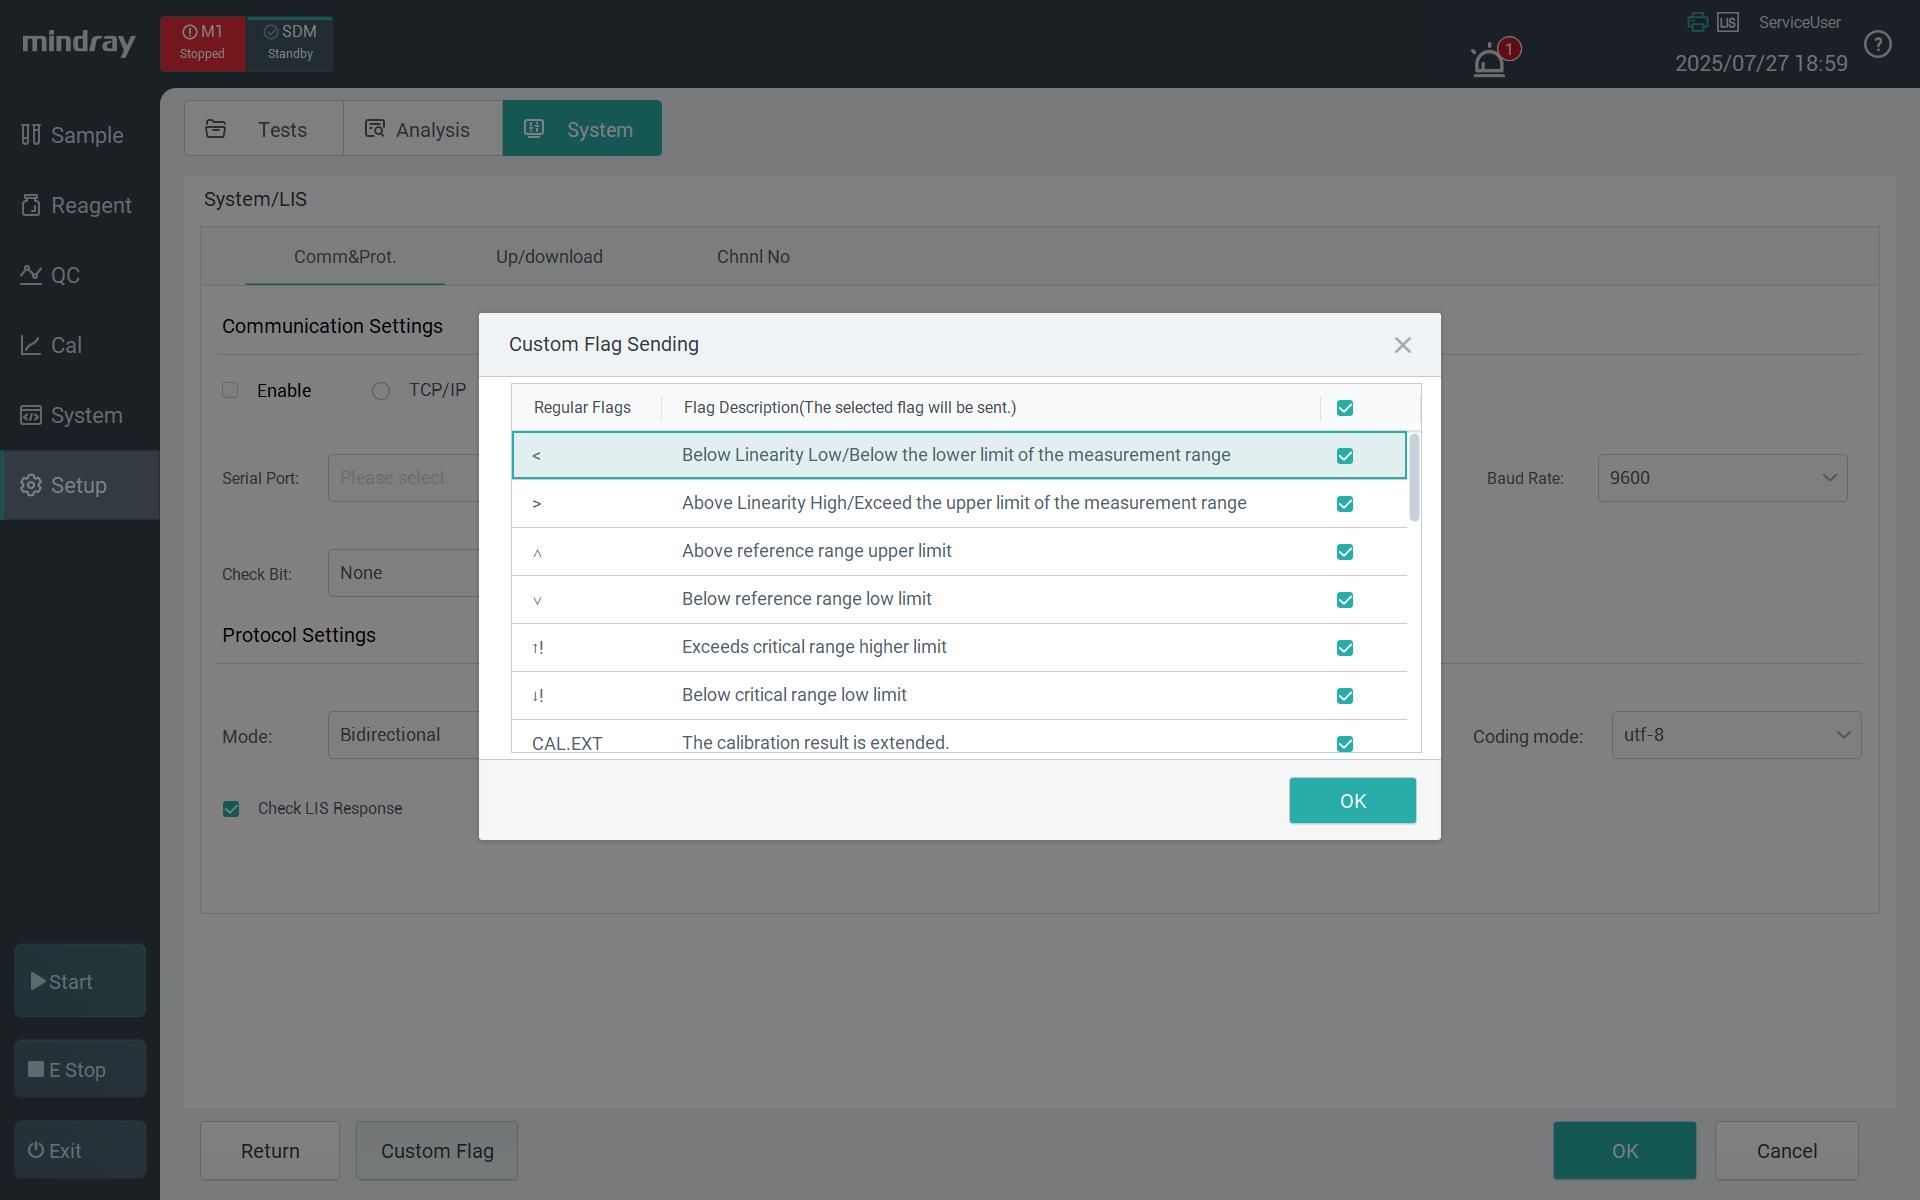 mindray
M1
Stopped
SDM
Standby
1
LIS
ServiceUser
2025/07/27 18:59
?
Sample
Reagent
QC
Cal
System
Setup
Start
E Stop
Exit
Tests
Analysis
System
System/LIS
Comm&Prot.
Up/download
Chnnl No
Communication Settings
Enable
TCP/IP
Serial Port:
Please select
Baud Rate:
9600
Check Bit:
None
Protocol Settings
Mode:
Bidirectional
Coding mode:
utf-8
Check LIS Response
Custom Flag Sending
Regular Flags
Flag Description(The selected flag will be sent.)
< Below Linearity Low/Below the lower limit of the measurement range
> Above Linearity High/Exceed the upper limit of the measurement range
^ Above reference range upper limit
v Below reference range low limit
↑! Exceeds critical range higher limit
↓! Below critical range low limit
CAL.EXT The calibration result is extended.
OK
Return
Custom Flag
OK
Cancel